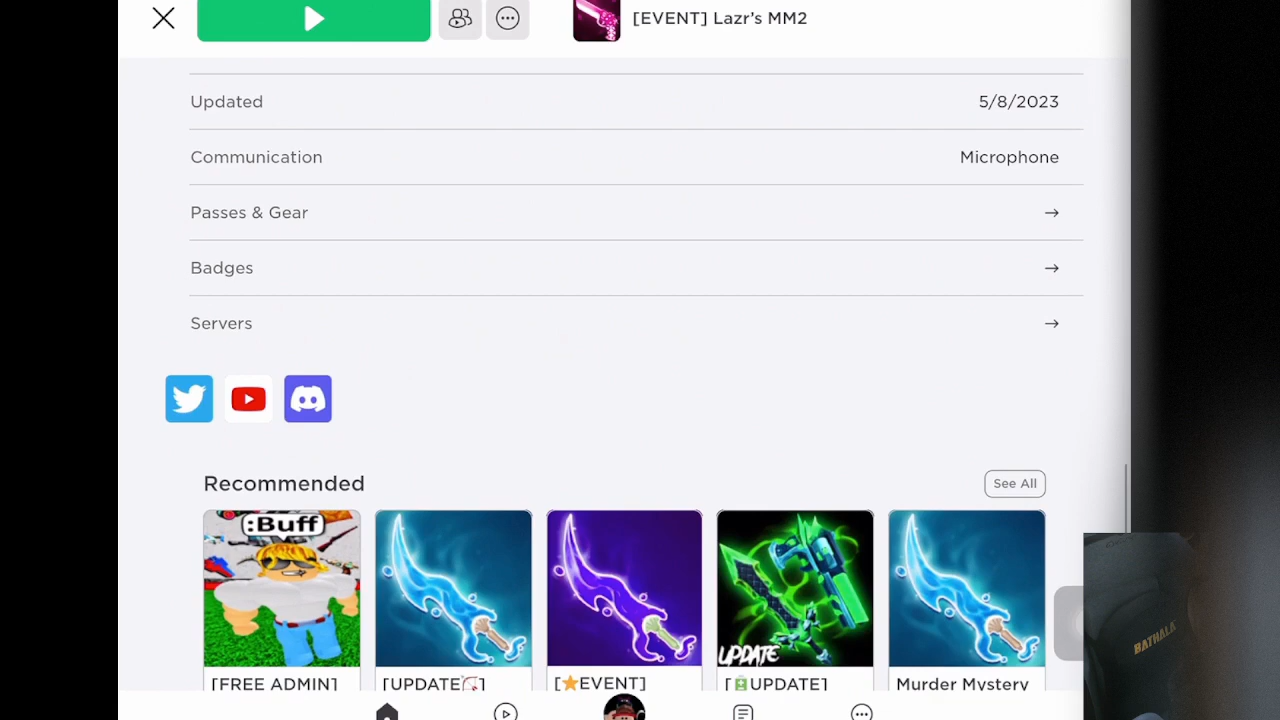 [EVENT] Lazr’s MM2
Updated 5/8/2023
Communication Microphone
Passes & Gear →
Badges →
Servers →
Recommended See All
:Buff
UPDATE
[FREE ADMIN] [UPDATE🏹] [⭐EVENT] [🔋UPDATE] Murder Mystery
BATHALA